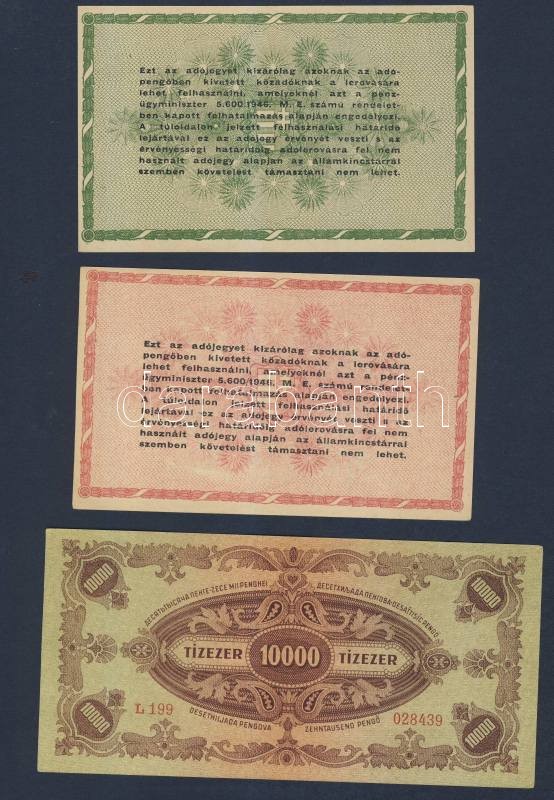 Ezt az adójegyet kizárólag azoknak az adó-
pengőben kivetett közadóknak a lerovására
lehet felhasználni, amelyeknél azt a pénz-
ügyminiszter 5.600/1946. M. E. számú rendelet-
ben kapott felhatalmazás alapján engedélyezi.
A túloldalon jelzett felhasználási határidő
lejártával ez az adójegy érvényét veszti s az
érvényességi határidőig adólerovásra fel nem
használt adójegy alapján az államkincstárral
szemben követelést támasztani nem lehet.
Ezt az adójegyet kizárólag azoknak az adó-
pengőben kivetett közadóknak a lerovására
lehet felhasználni, amelyeknél azt a pénz-
ügyminiszter 5.600/1946. M. E. számú rendelet-
ben kapott felhatalmazás alapján engedélyezi.
A túloldalon jelzett felhasználási határidő
lejártával ez az adójegy érvényét veszti s az
érvényességi határidőig adólerovásra fel nem
használt adójegy alapján az államkincstárral
szemben követelést támasztani nem lehet.
darabanth
10000
10000
TÍZEZER 10000 TÍZEZER
L 199
028439
DESETHILJADA PENGOVA
ZEHNTAUSEND PENGŐ
10000
10000